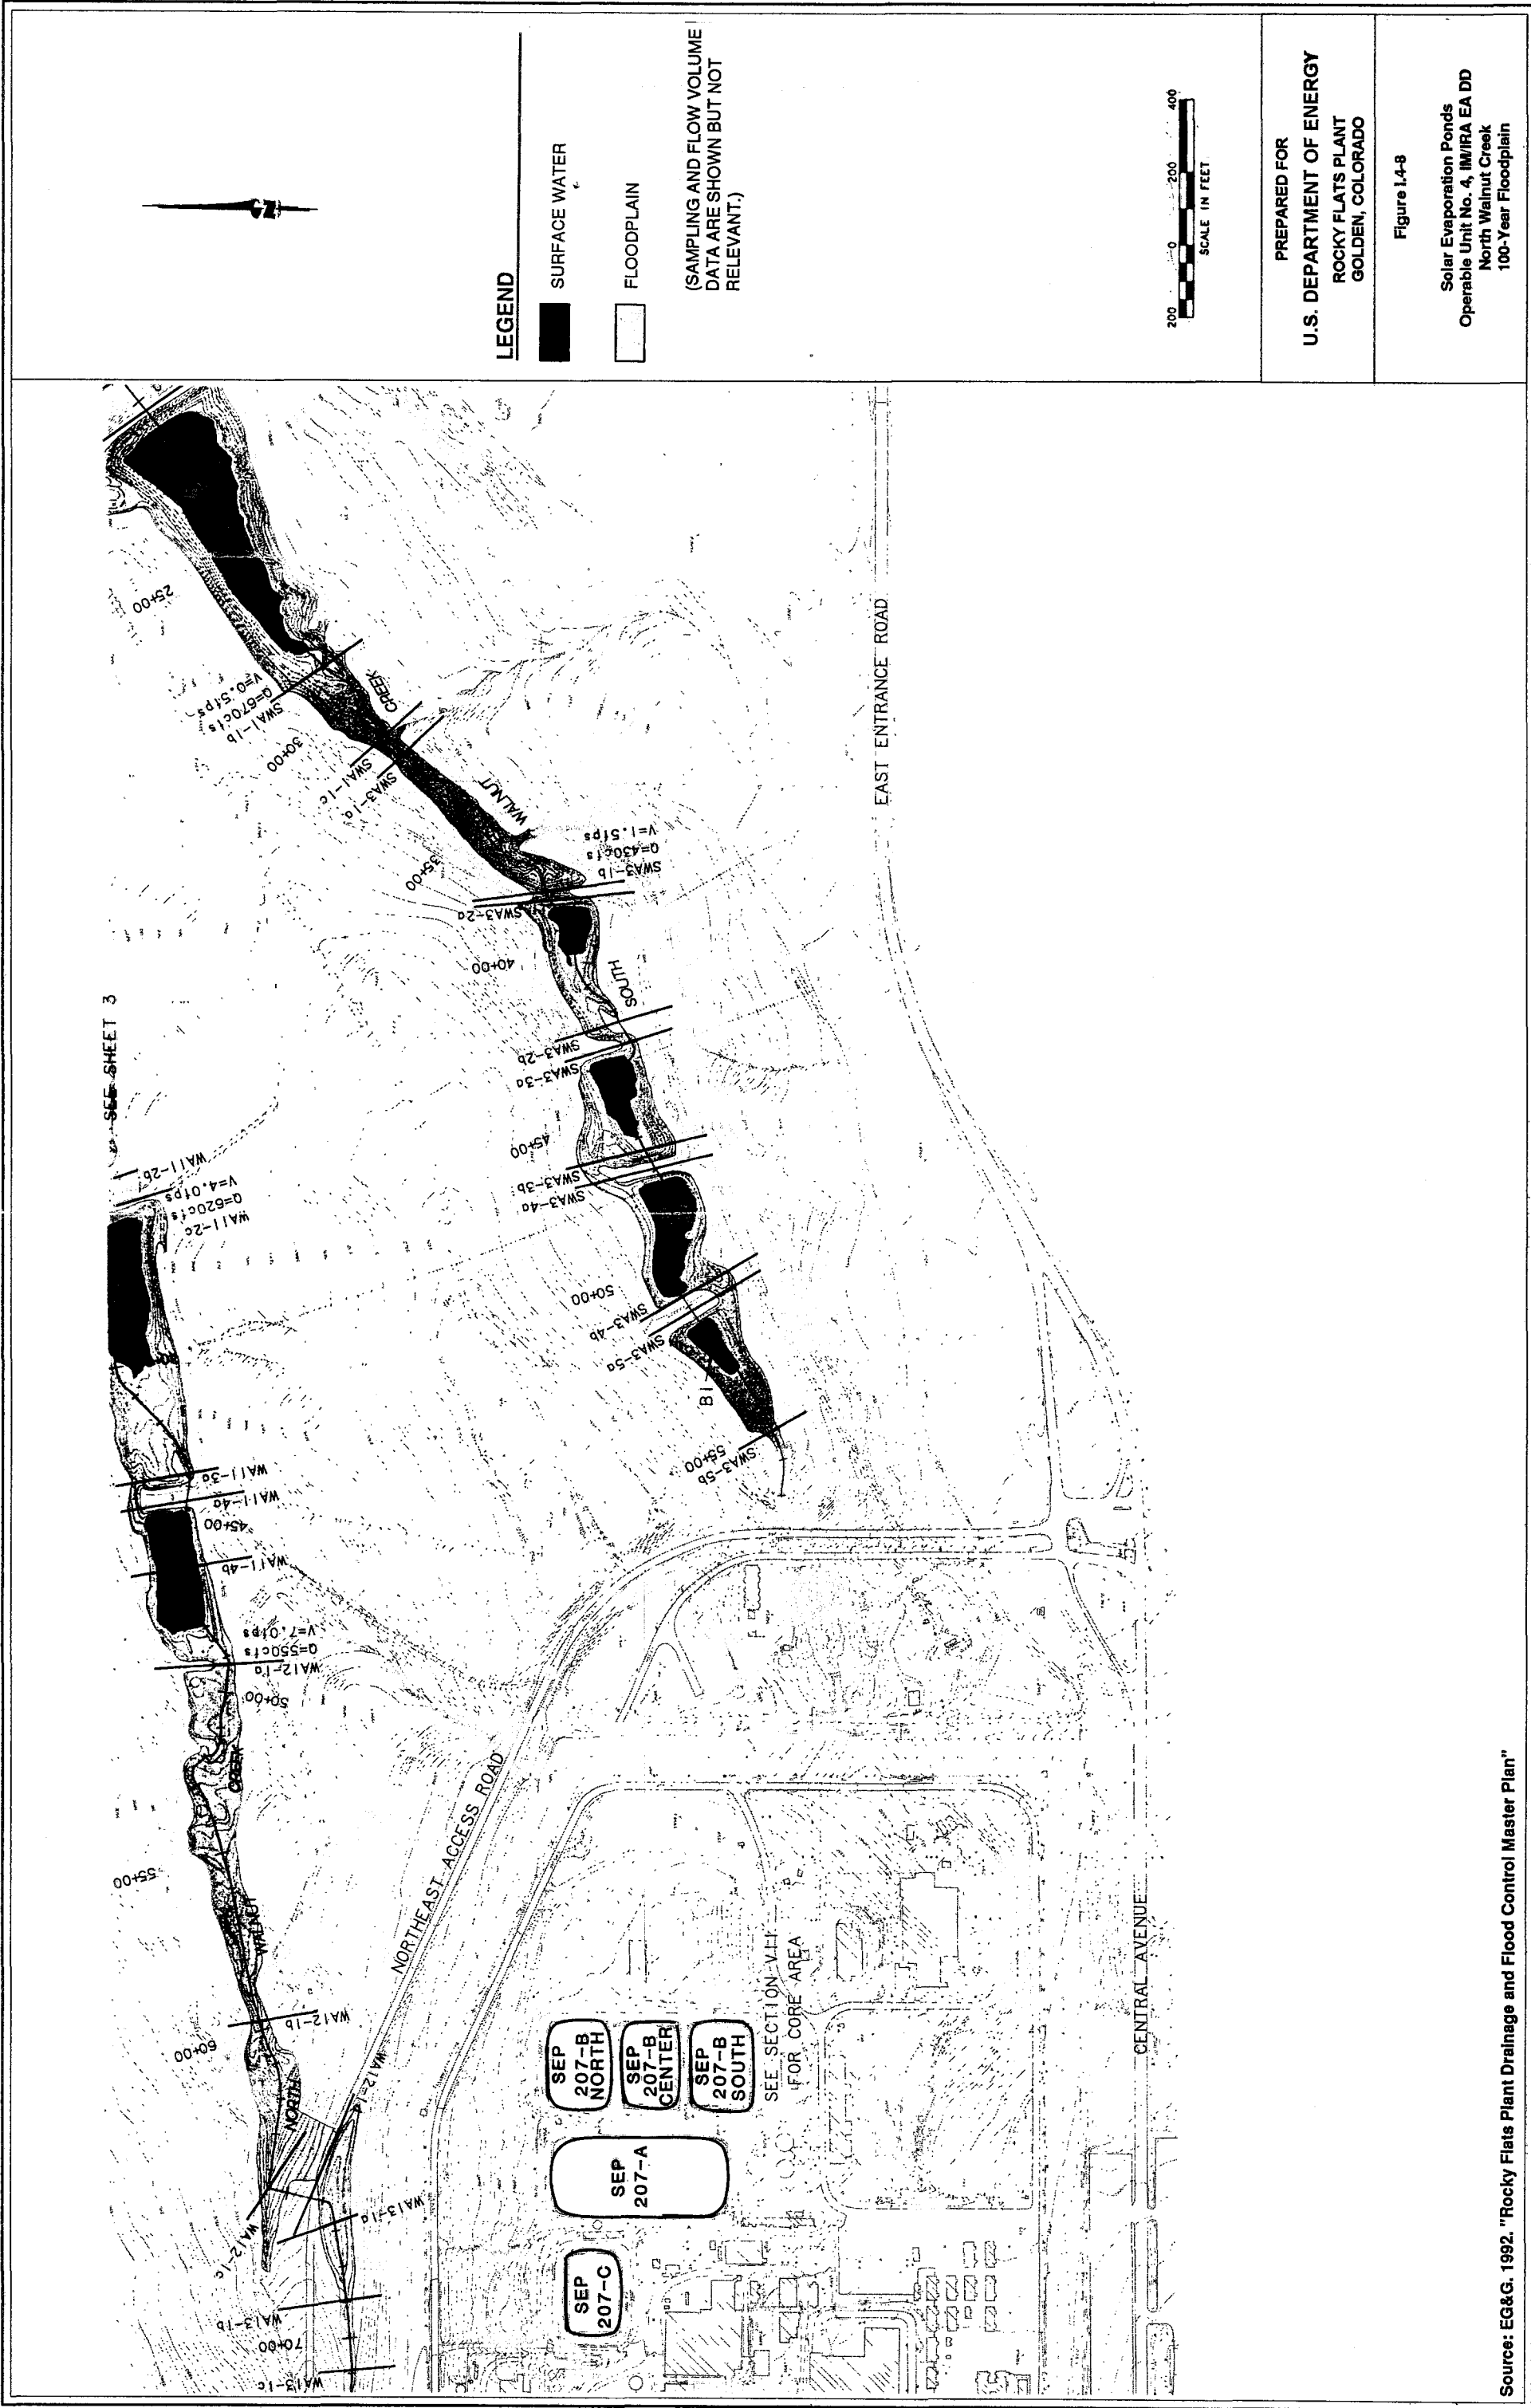 SEE SHEET 3
25+00
SWA1-1b
Q=670cfs
V=0.5fps
30+00
SWA1-1c
SWA3-1a
CREEK
WALNUT
35+00
SWA3-1b
Q=430cfs
V=1.5fps
SWA3-2a
40+00
SOUTH
SWA3-2b
SWA3-3a
45+00
SWA3-3b
SWA3-4a
50+00
SWA3-4b
SWA3-5a
B1
55+00
SWA3-5b
EAST ENTRANCE ROAD
WA11-2b
WA11-2c
Q=620cfs
V=4.0fps
WA11-3a
WA11-4a
45+00
WA11-4b
WA12-1a
Q=550cfs
V=7.0fps
50+00
CREEK
55+00
WALNUT
WA12-1b
60+00
NORTH
WA12-1d
WA12-1c
WA13-1a
WA13-1b
70+00
WA13-1c
NORTHEAST ACCESS ROAD
SEP
207-B
NORTH
SEP
207-B
CENTER
SEP
207-B
SOUTH
SEP
207-A
SEP
207-C
SEE SECTION VII
FOR CORE AREA
CENTRAL AVENUE
N
LEGEND
SURFACE WATER
FLOODPLAIN
(SAMPLING AND FLOW VOLUME
DATA ARE SHOWN BUT NOT
RELEVANT.)
200 0 200 400
SCALE IN FEET
PREPARED FOR
U.S. DEPARTMENT OF ENERGY
ROCKY FLATS PLANT
GOLDEN, COLORADO
Figure I.4-8
Solar Evaporation Ponds
Operable Unit No. 4, IM/IRA EA DD
North Walnut Creek
100-Year Floodplain
Source: EG&G. 1992. "Rocky Flats Plant Drainage and Flood Control Master Plan"